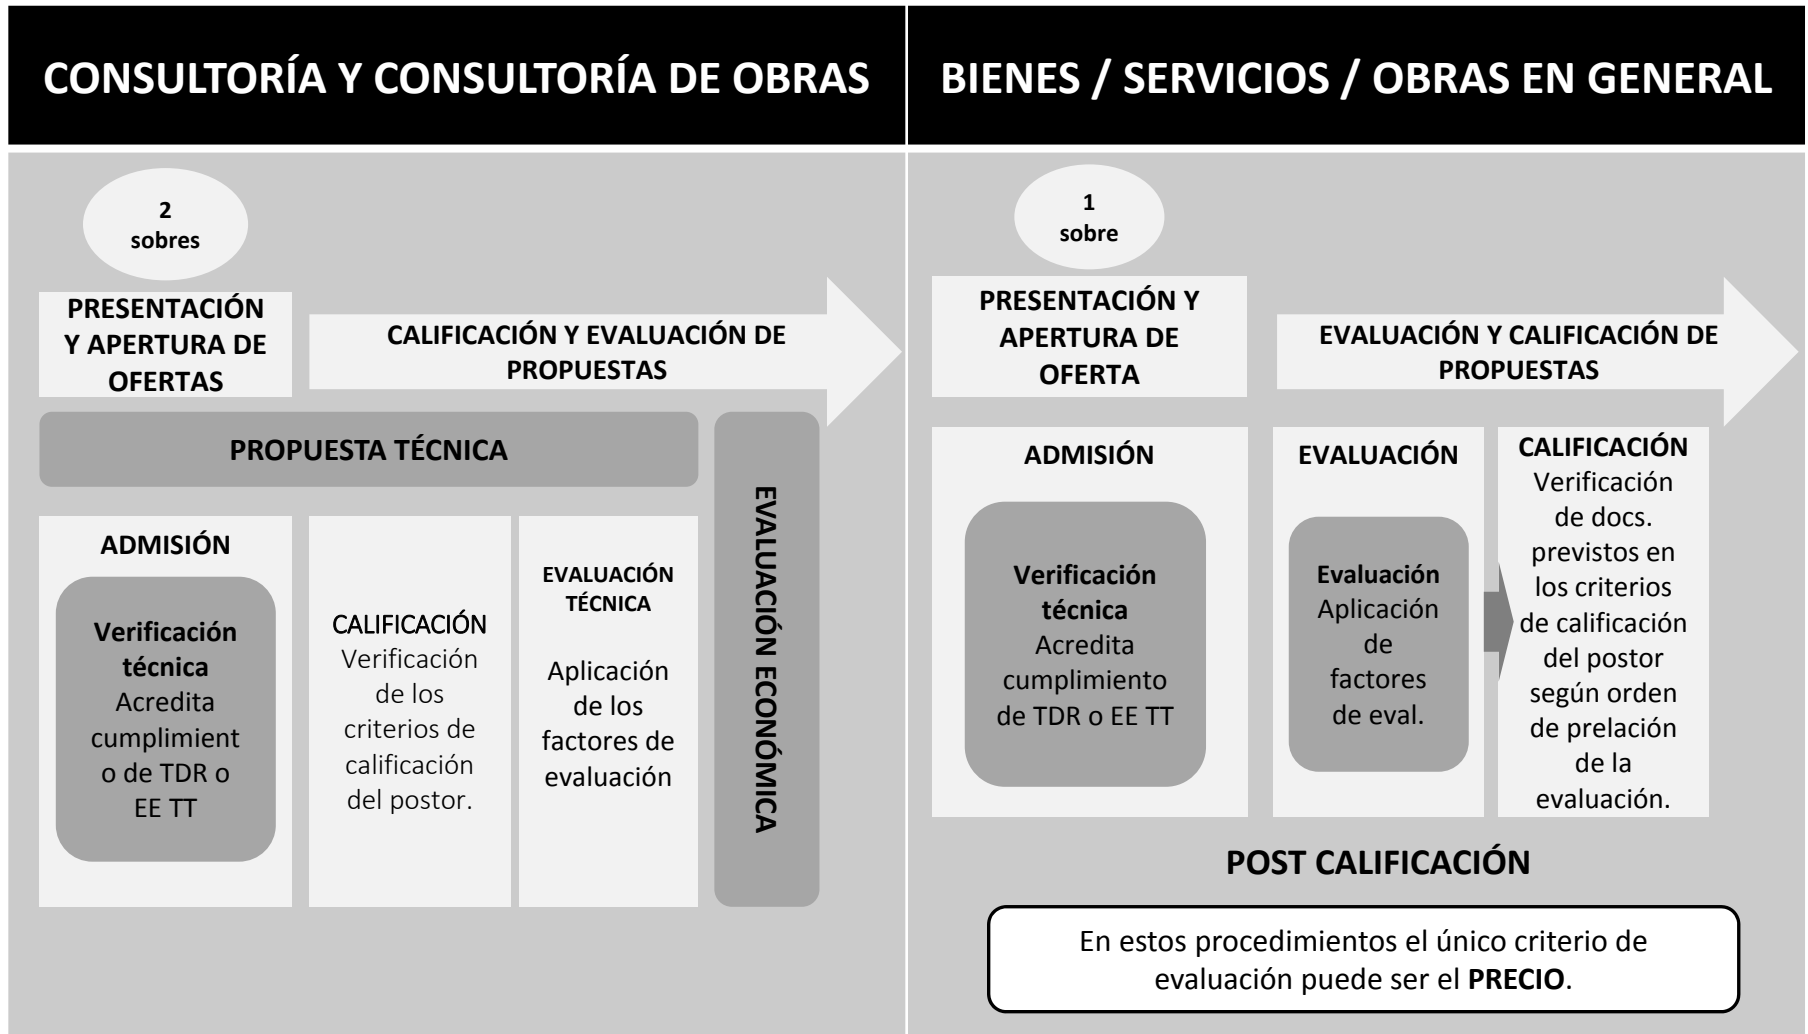 CONSULTORÍA Y CONSULTORÍA DE OBRAS
2
sobres
PRESENTACIÓN
Y APERTURA DE
OFERTAS
CALIFICACIÓN Y EVALUACIÓN DE
PROPUESTAS
PROPUESTA TÉCNICA
ADMISIÓN
Verificación
técnica
Acredita
cumplimient
o de TDR o
EE TT
CALIFICACIÓN
Verificación
de los
criterios de
calificación
del postor.
EVALUACIÓN
TÉCNICA
Aplicación
de los
factores de
evaluación
EVALUACIÓN ECONÓMICA
BIENES / SERVICIOS / OBRAS EN GENERAL
1
sobre
PRESENTACIÓN Y
APERTURA DE
OFERTA
EVALUACIÓN Y CALIFICACIÓN DE
PROPUESTAS
ADMISIÓN
Verificación
técnica
Acredita
cumplimiento
de TDR o EE TT
EVALUACIÓN
Evaluación
Aplicación
de
factores
de eval.
CALIFICACIÓN
Verificación
de docs.
previstos en
los criterios
de calificación
del postor
según orden
de prelación
de la
evaluación.
POST CALIFICACIÓN
En estos procedimientos el único criterio de
evaluación puede ser el PRECIO.